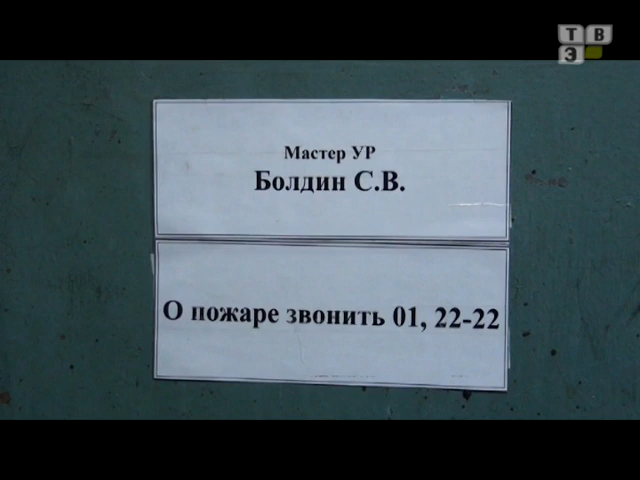 ТВ
Э
Мастер УР
Болдин С.В.
О пожаре звонить 01, 22-22